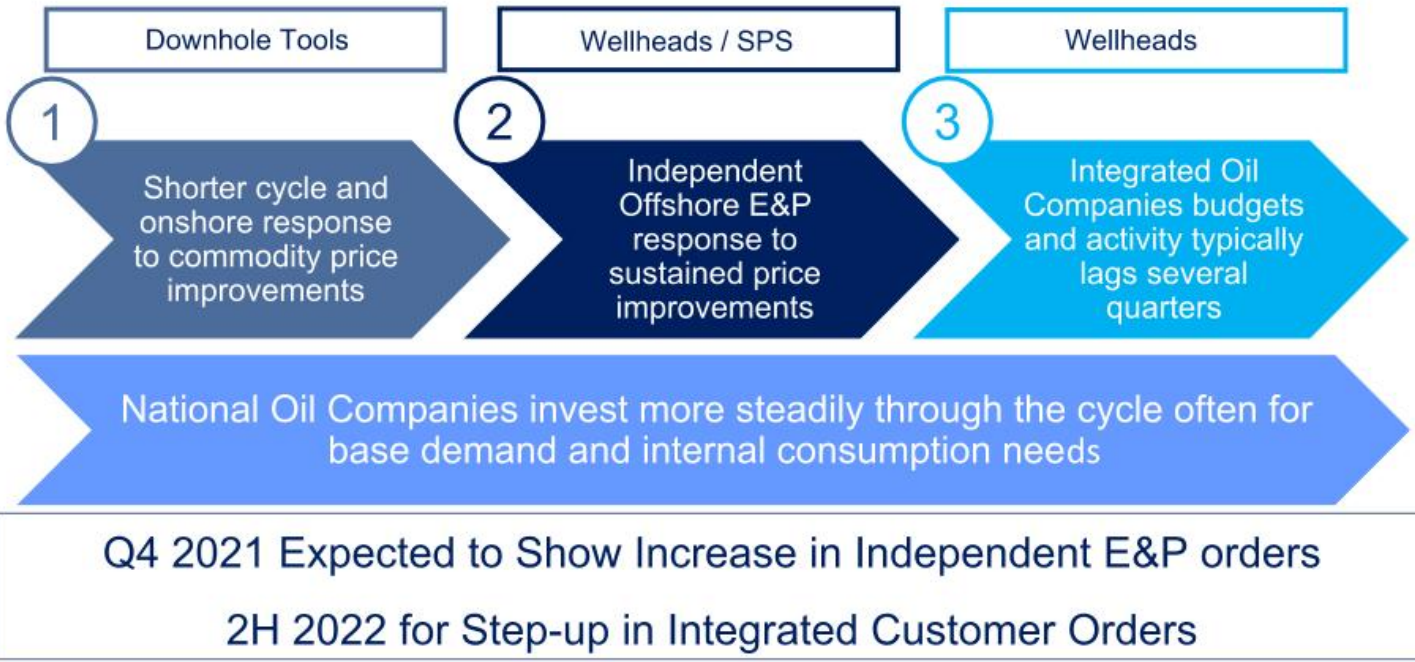 Downhole Tools
Wellheads / SPS
Wellheads
1
Shorter cycle and
onshore response
to commodity price
improvements
2
Independent
Offshore E&P
response to
sustained price
improvements
3
Integrated Oil
Companies budgets
and activity typically
lags several
quarters
National Oil Companies invest more steadily through the cycle often for
base demand and internal consumption needs
Q4 2021 Expected to Show Increase in Independent E&P orders
2H 2022 for Step-up in Integrated Customer Orders